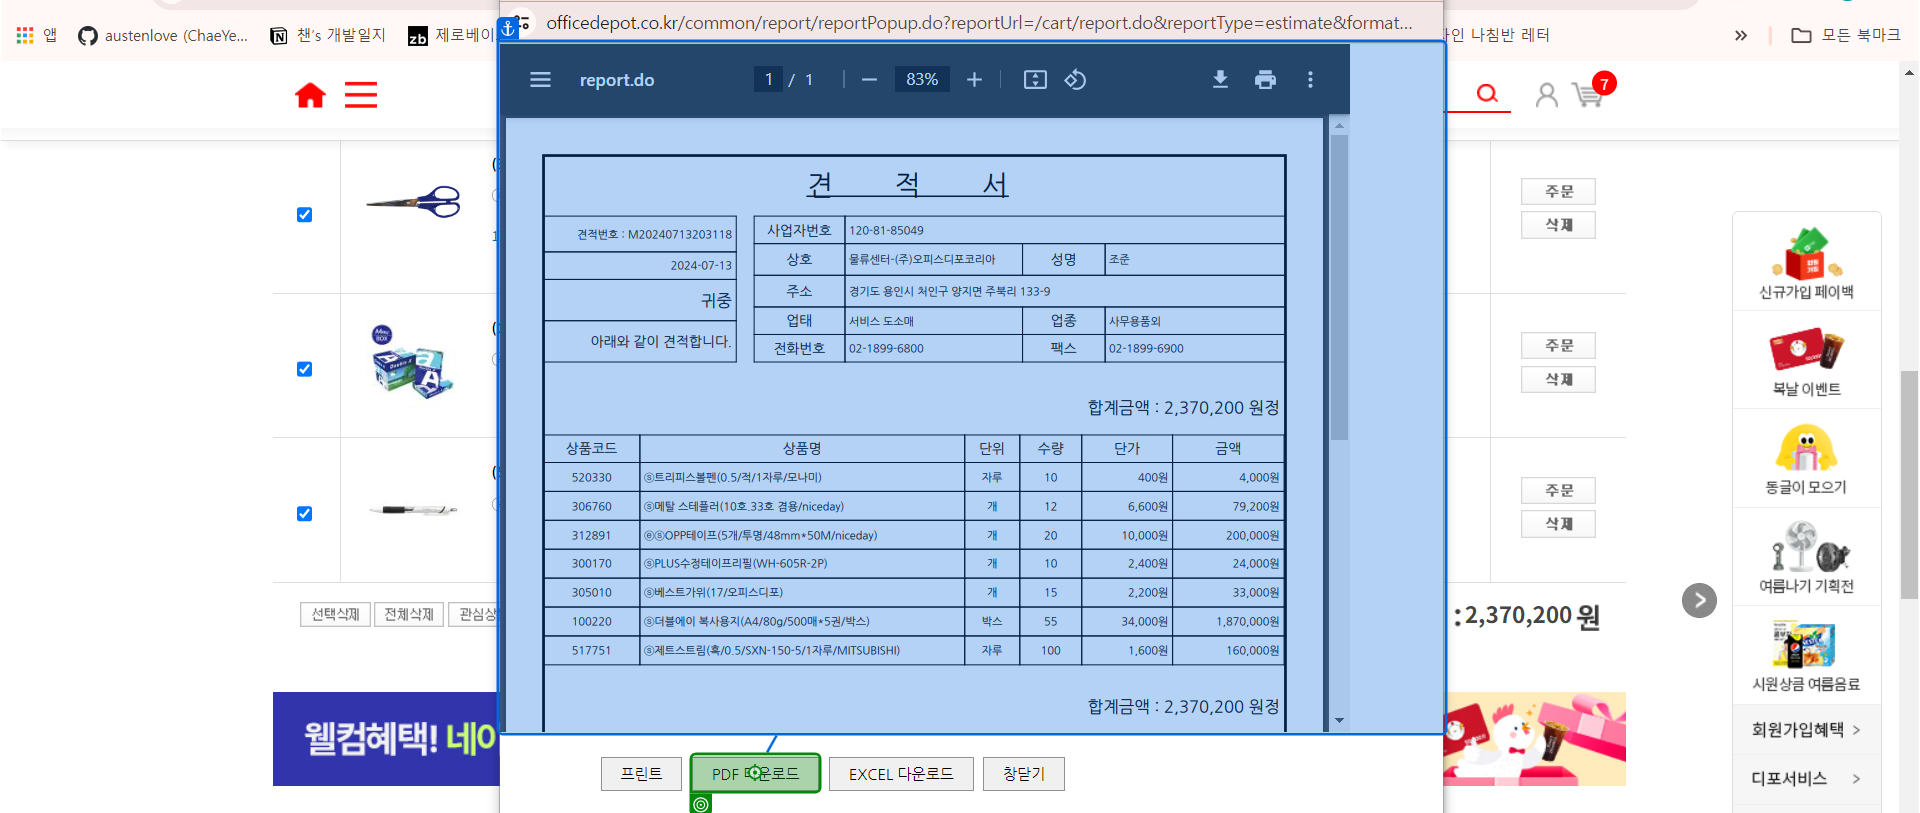 officedepot.co.kr/common/report/reportPopup.do?reportUrl=/cart/report.do&reportType=estimate&format...
앱
austenlove (ChaeYe...
챈's 개발일지
zb 제로베이
인 나침반 레터
모든 북마크
report.do
1 / 1
83%
7
견 적 서
견적번호 : M20240713203118
2024-07-13
귀중
아래와 같이 견적합니다.
사업자번호 120-81-85049
상호 물류센터-(주)오피스디포코리아 성명 조준
주소 경기도 용인시 처인구 양지면 주북리 133-9
업태 서비스 도소매 업종 사무용품외
전화번호 02-1899-6800 팩스 02-1899-6900
합계금액 : 2,370,200 원정
상품코드 상품명 단위 수량 단가 금액
520330 ⓢ트리피스볼펜(0.5/적/1자루/모나미) 자루 10 400원 4,000원
306760 ⓢ메탈 스테플러(10호.33호 겸용/niceday) 개 12 6,600원 79,200원
312891 ⓔⓢOPP테이프(5개/투명/48mm*50M/niceday) 개 20 10,000원 200,000원
300170 ⓢPLUS수정테이프리필(WH-605R-2P) 개 10 2,400원 24,000원
305010 ⓢ베스트가위(17/오피스디포) 개 15 2,200원 33,000원
100220 ⓢ더블에이 복사용지(A4/80g/500매*5권/박스) 박스 55 34,000원 1,870,000원
517751 ⓢ제트스트림(흑/0.5/SXN-150-5/1자루/MITSUBISHI) 자루 100 1,600원 160,000원
합계금액 : 2,370,200 원정
프린트
PDF 다운로드
EXCEL 다운로드
창닫기
주문
삭제
주문
삭제
주문
삭제
선택삭제
전체삭제
관심상
:2,370,200 원
웰컴혜택! 네이
신규가입 페이백
복날 이벤트
동글이 모으기
여름나기 기획전
시원상큼 여름음료
회원가입혜택 >
디포서비스 >